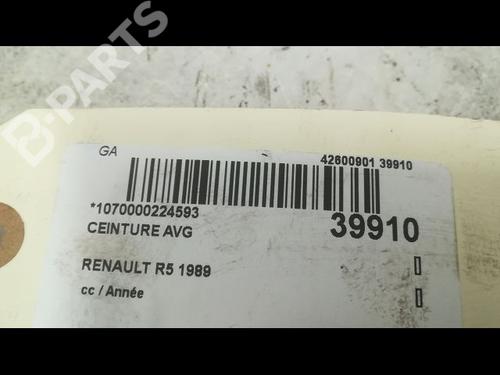 B-PARTS
GA
42600901 39910
*1070000224593
39910
CEINTURE AVG
RENAULT R5 1989
cc / Année